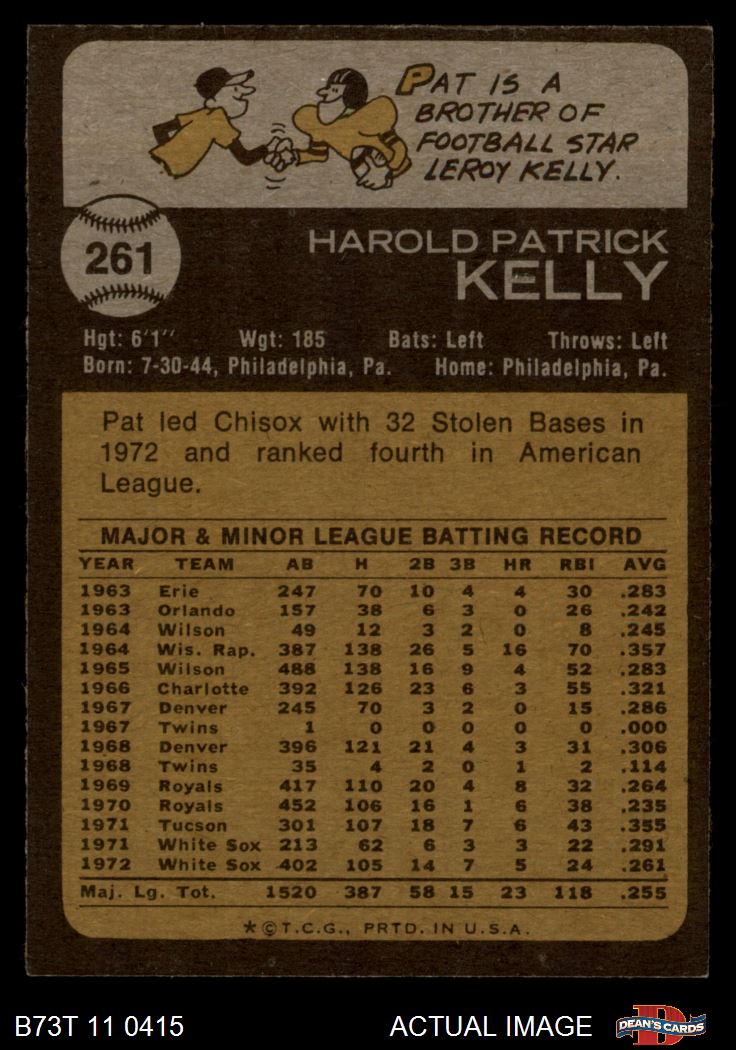 PAT IS A
BROTHER OF
FOOTBALL STAR
LEROY KELLY.
261
HAROLD PATRICK
KELLY
Hgt: 6'1" Wgt: 185 Bats: Left Throws: Left
Born: 7-30-44, Philadelphia, Pa. Home: Philadelphia, Pa.
Pat led Chisox with 32 Stolen Bases in
1972 and ranked fourth in American
League.
MAJOR & MINOR LEAGUE BATTING RECORD
YEAR TEAM AB H 2B 3B HR RBI AVG
1963 Erie 247 70 10 4 4 30 .283
1963 Orlando 157 38 6 3 0 26 .242
1964 Wilson 49 12 3 2 0 8 .245
1964 Wis. Rap. 387 138 26 5 16 70 .357
1965 Wilson 488 138 16 9 4 52 .283
1966 Charlotte 392 126 23 6 3 55 .321
1967 Denver 245 70 3 2 0 15 .286
1967 Twins 1 0 0 0 0 0 .000
1968 Denver 396 121 21 4 3 31 .306
1968 Twins 35 4 2 0 1 2 .114
1969 Royals 417 110 20 4 8 32 .264
1970 Royals 452 106 16 1 6 38 .235
1971 Tucson 301 107 18 7 6 43 .355
1971 White Sox 213 62 6 3 3 22 .291
1972 White Sox 402 105 14 7 5 24 .261
Maj. Lg. Tot. 1520 387 58 15 23 118 .255
*©T.C.G., PRTD. IN U.S.A.
B73T 11 0415 ACTUAL IMAGE D DEAN'S CARDS